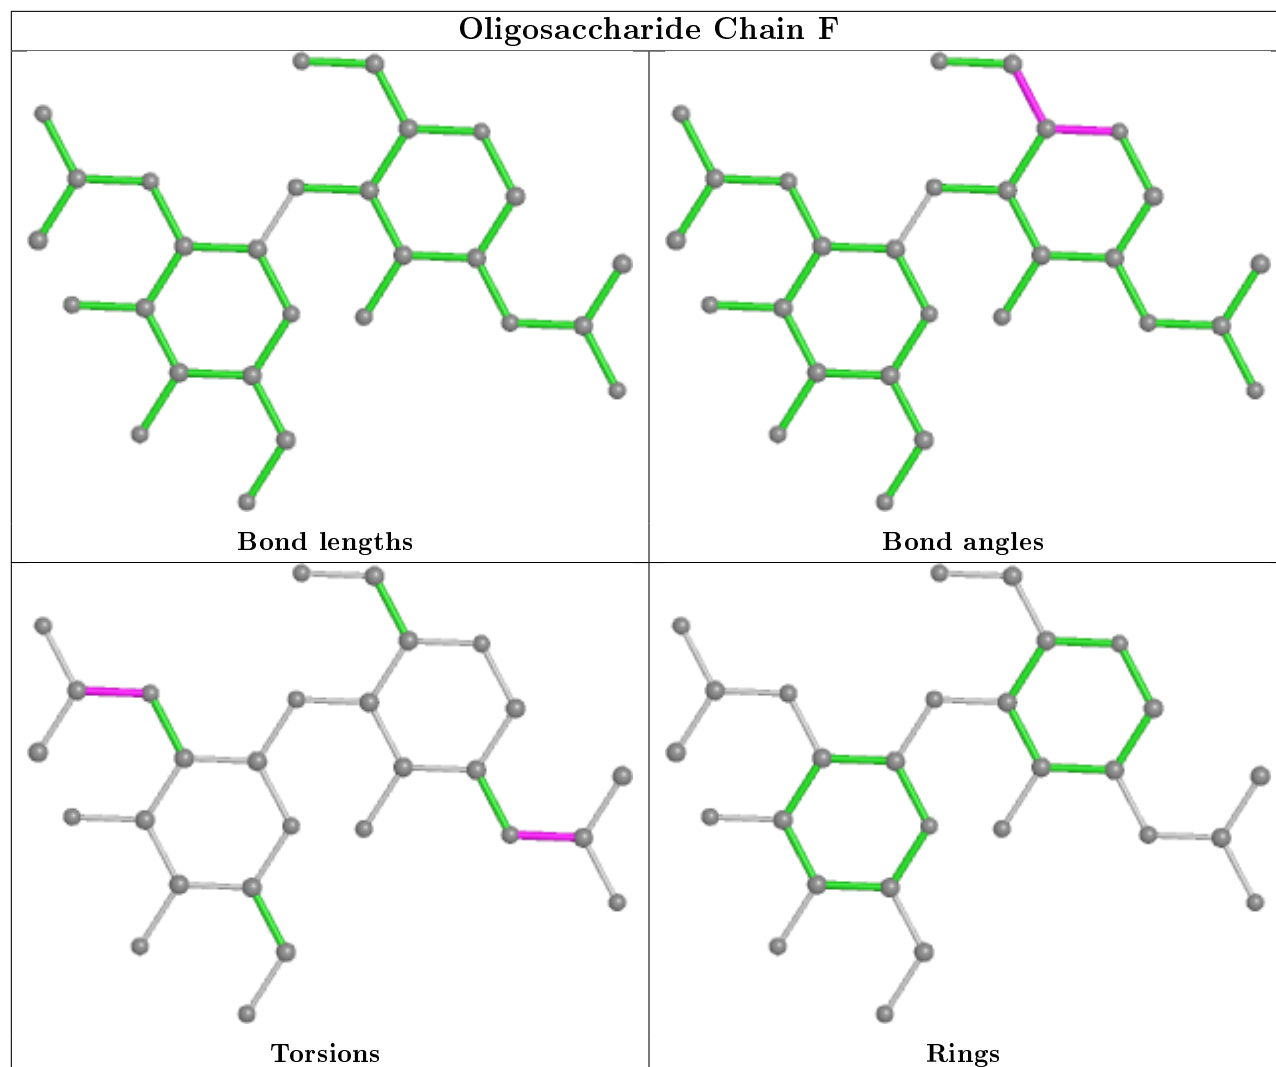 Oligosaccharide Chain F
Bond lengths
Bond angles
Torsions
Rings